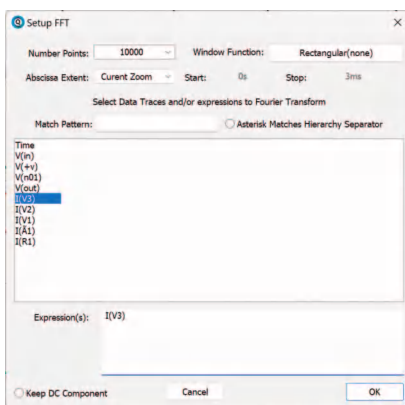 Setup FFT
Number Points: 10000 Window Function: Rectangular(none)
Abscissa Extent: Curent Zoom Start: 0s Stop: 3ms
Select Data Traces and/or expressions to Fourier Transform
Match Pattern: Asterisk Matches Hierarchy Separator
Time
V(in)
V(+v)
V(n01)
V(out)
I(V3)
I(V2)
I(V1)
I(Ä1)
I(R1)
Expression(s): I(V3)
Keep DC Component Cancel OK